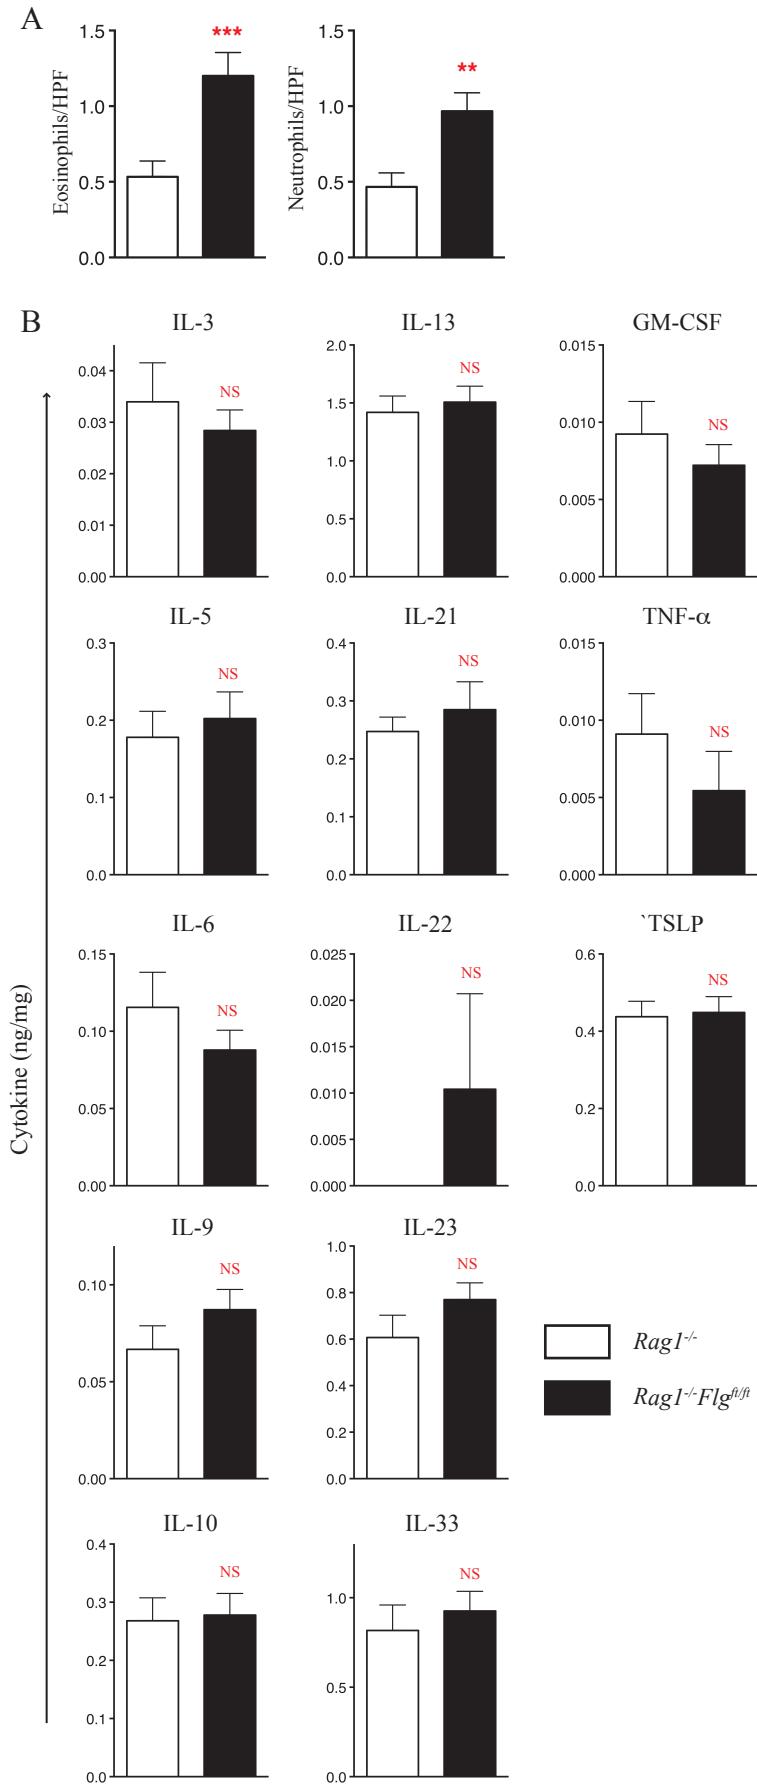 A
Eosinophils/HPF
1.5
1.0
0.5
0.0
***
Neutrophils/HPF
1.5
1.0
0.5
0.0
**
B
Cytokine (ng/mg)
IL-3
0.04
0.03
0.02
0.01
0.00
NS
IL-13
2.0
1.5
1.0
0.5
0.0
NS
GM-CSF
0.015
0.010
0.005
0.000
NS
IL-5
0.3
0.2
0.1
0.0
NS
IL-21
0.4
0.3
0.2
0.1
0.0
NS
TNF-α
0.015
0.010
0.005
0.000
NS
IL-6
0.15
0.10
0.05
0.00
NS
IL-22
0.025
0.020
0.015
0.010
0.005
0.000
NS
`TSLP
0.6
0.4
0.2
0.0
NS
IL-9
0.10
0.05
0.00
NS
IL-23
1.0
0.8
0.6
0.4
0.2
0.0
NS
Rag1-/-
Rag1-/-Flgft/ft
IL-10
0.4
0.3
0.2
0.1
0.0
NS
IL-33
1.0
0.5
0.0
NS